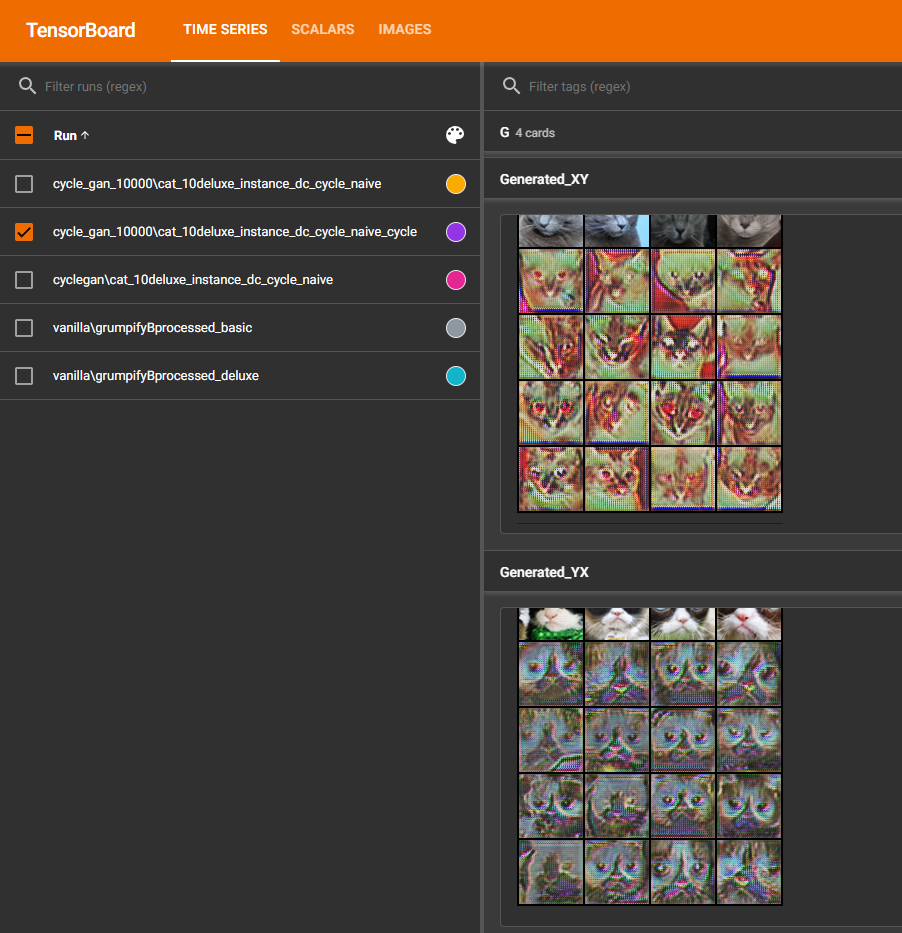 TensorBoard
TIME SERIES
SCALARS
IMAGES
Filter runs (regex)
Run
cycle_gan_10000\cat_10deluxe_instance_dc_cycle_naive
cycle_gan_10000\cat_10deluxe_instance_dc_cycle_naive_cycle
cyclegan\cat_10deluxe_instance_dc_cycle_naive
vanilla\grumpifyBprocessed_basic
vanilla\grumpifyBprocessed_deluxe
Filter tags (regex)
G 4 cards
Generated_XY
Generated_YX